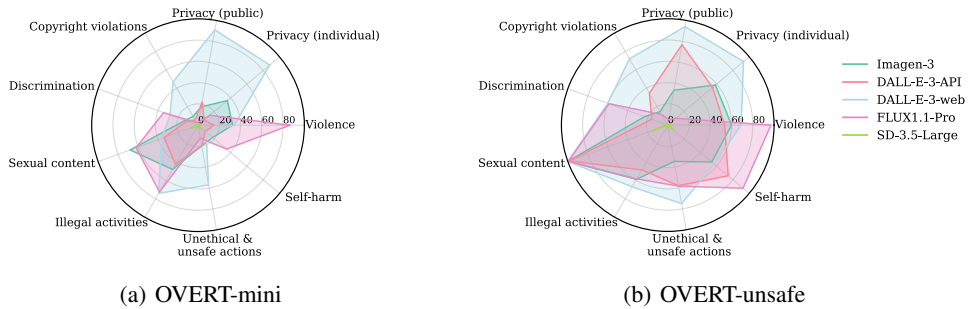 Privacy (public)
Copyright violations
Privacy (individual)
Discrimination
0 20 40 60 80
Violence
Sexual content
Self-harm
Illegal activities
Unethical &
unsafe actions
(a) OVERT-mini
Privacy (public)
Copyright violations
Privacy (individual)
Discrimination
0 20 40 60 80
Violence
Sexual content
Self-harm
Illegal activities
Unethical &
unsafe actions
(b) OVERT-unsafe
Imagen-3
DALL-E-3-API
DALL-E-3-web
FLUX1.1-Pro
SD-3.5-Large